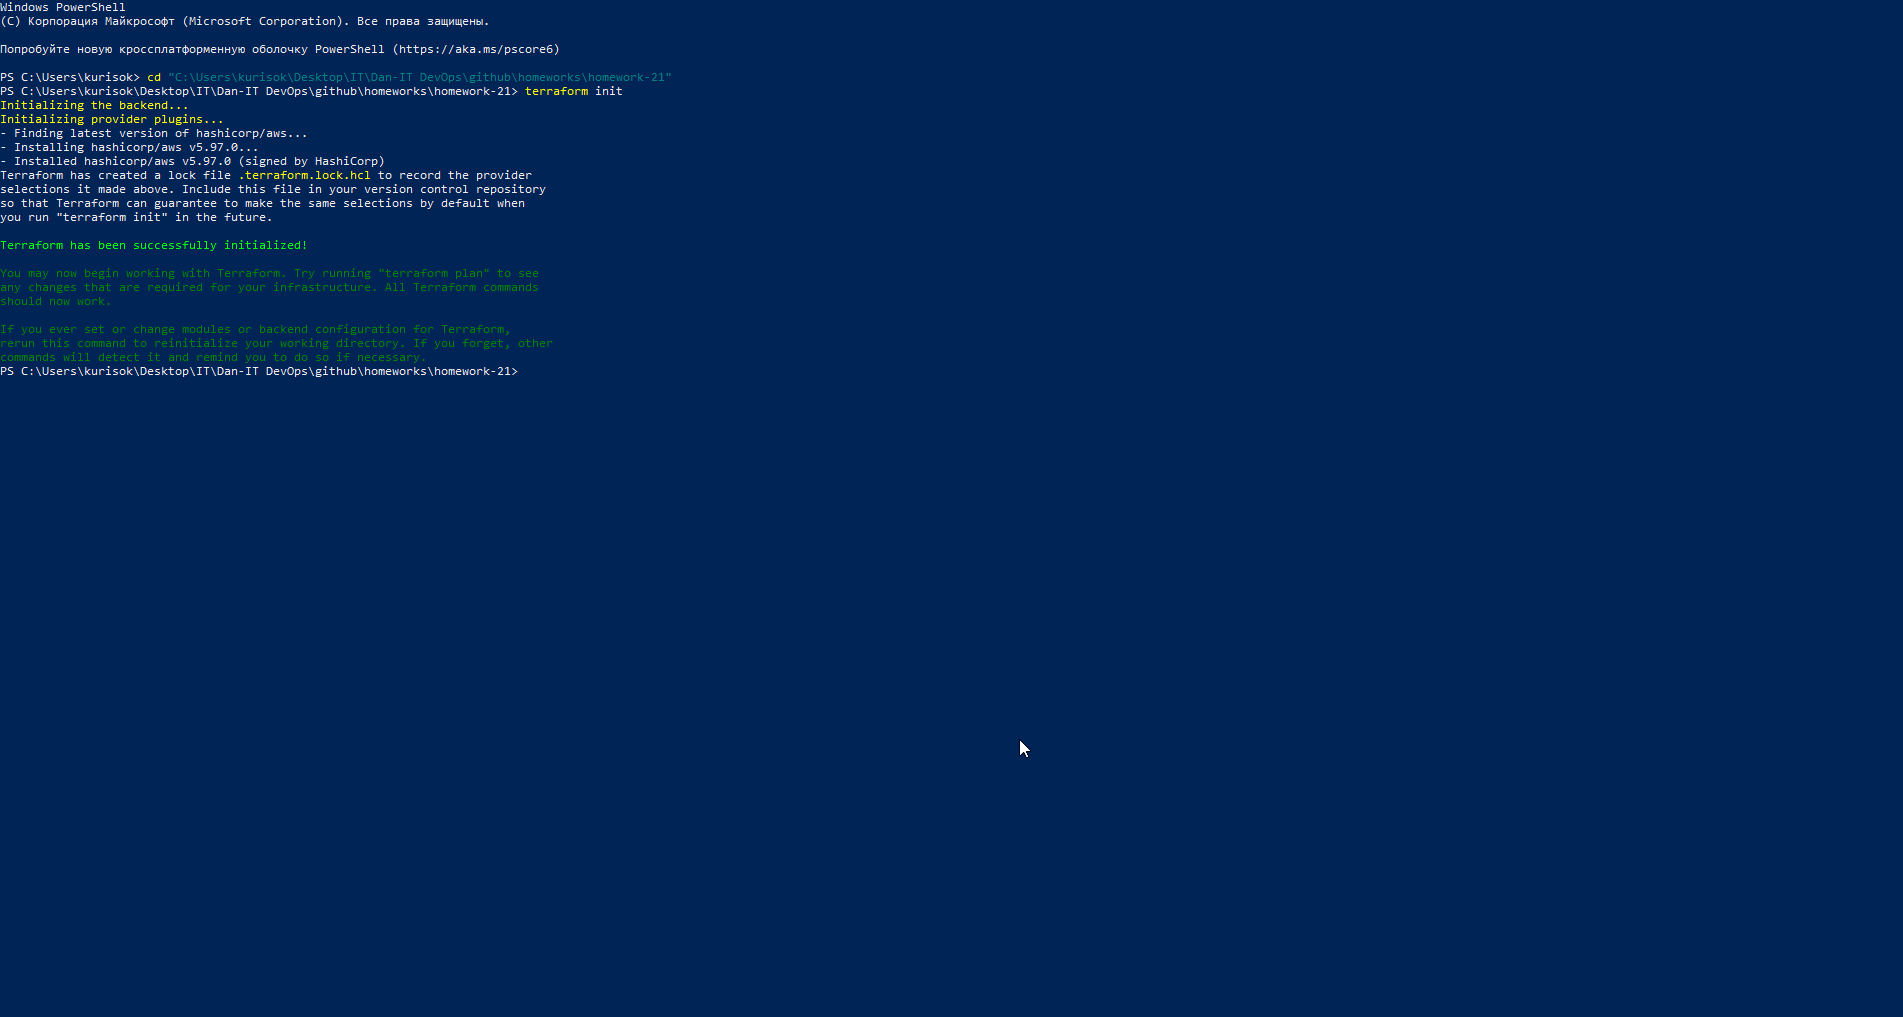 Windows PowerShell
(C) Корпорация Майкрософт (Microsoft Corporation). Все права защищены.
Попробуйте новую кроссплатформенную оболочку PowerShell (https://aka.ms/pscore6)
PS C:\Users\kurisok> cd "C:\Users\kurisok\Desktop\IT\Dan-IT DevOps\github\homeworks\homework-21"
PS C:\Users\kurisok\Desktop\IT\Dan-IT DevOps\github\homeworks\homework-21> terraform init
Initializing the backend...
Initializing provider plugins...
- Finding latest version of hashicorp/aws...
- Installing hashicorp/aws v5.97.0...
- Installed hashicorp/aws v5.97.0 (signed by HashiCorp)
Terraform has created a lock file .terraform.lock.hcl to record the provider
selections it made above. Include this file in your version control repository
so that Terraform can guarantee to make the same selections by default when
you run "terraform init" in the future.
Terraform has been successfully initialized!
You may now begin working with Terraform. Try running "terraform plan" to see
any changes that are required for your infrastructure. All Terraform commands
should now work.
If you ever set or change modules or backend configuration for Terraform,
rerun this command to reinitialize your working directory. If you forget, other
commands will detect it and remind you to do so if necessary.
PS C:\Users\kurisok\Desktop\IT\Dan-IT DevOps\github\homeworks\homework-21>